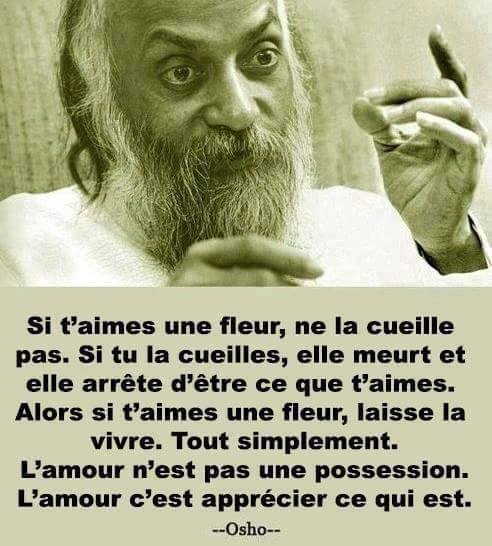 Si t’aimes une fleur, ne la cueille
pas. Si tu la cueilles, elle meurt et
elle arrête d’être ce que t’aimes.
Alors si t’aimes une fleur, laisse la
vivre. Tout simplement.
L’amour n’est pas une possession.
L’amour c’est apprécier ce qui est.
--Osho--